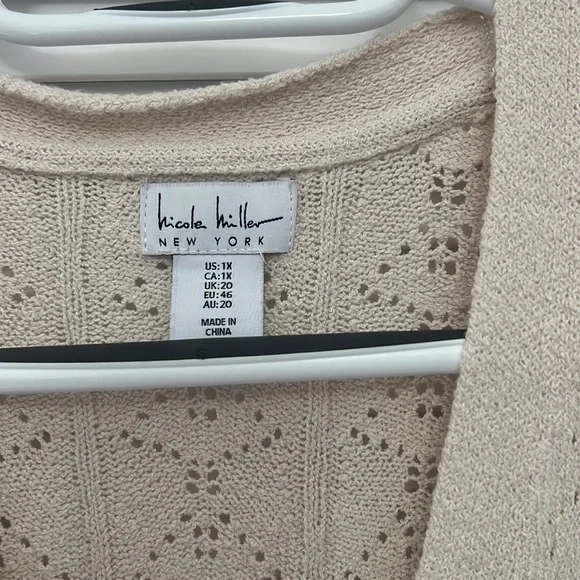 nicole miller
NEW YORK
US: 1X
CA: 1X
UK: 20
EU: 46
AU: 20
MADE IN
CHINA